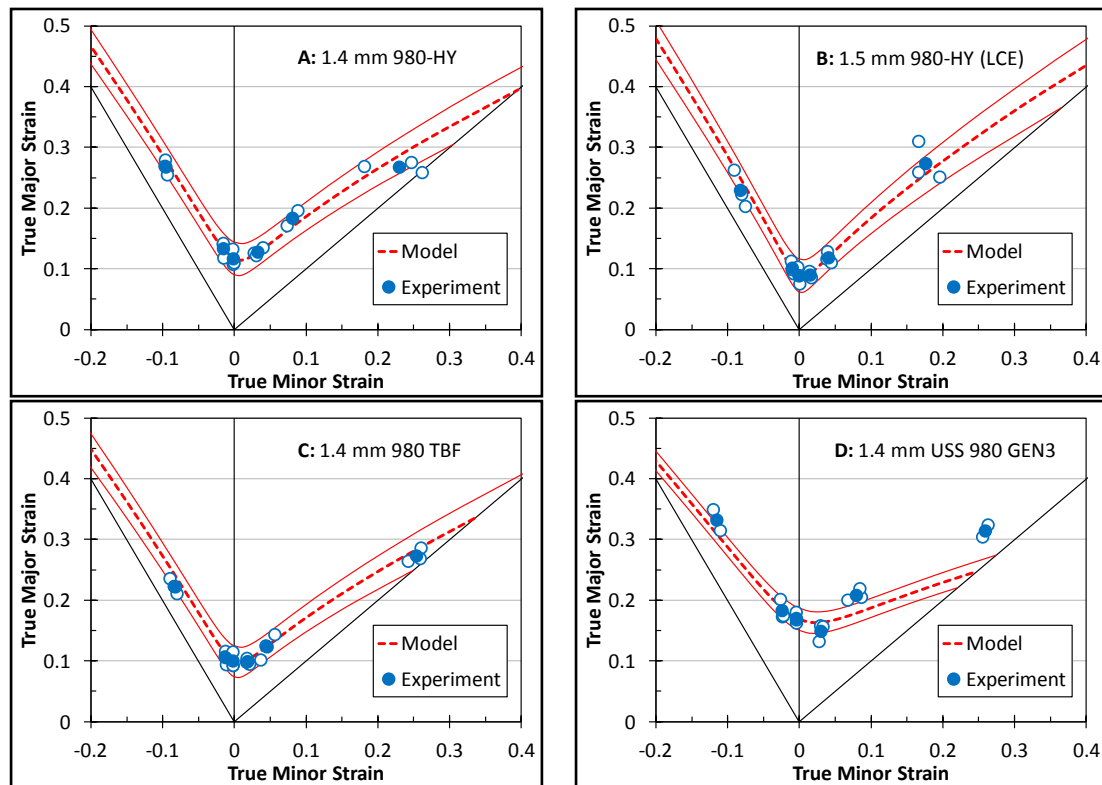 A: 1.4 mm 980-HY
0.5
0.4
0.3
0.2
0.1
0
True Major Strain
Model
Experiment
-0.2 -0.1 0 0.1 0.2 0.3 0.4
True Minor Strain
B: 1.5 mm 980-HY (LCE)
0.5
0.4
0.3
0.2
0.1
0
True Major Strain
Model
Experiment
-0.2 -0.1 0 0.1 0.2 0.3 0.4
True Minor Strain
C: 1.4 mm 980 TBF
0.5
0.4
0.3
0.2
0.1
0
True Major Strain
Model
Experiment
-0.2 -0.1 0 0.1 0.2 0.3 0.4
True Minor Strain
D: 1.4 mm USS 980 GEN3
0.5
0.4
0.3
0.2
0.1
0
True Major Strain
Model
Experiment
-0.2 -0.1 0 0.1 0.2 0.3 0.4
True Minor Strain